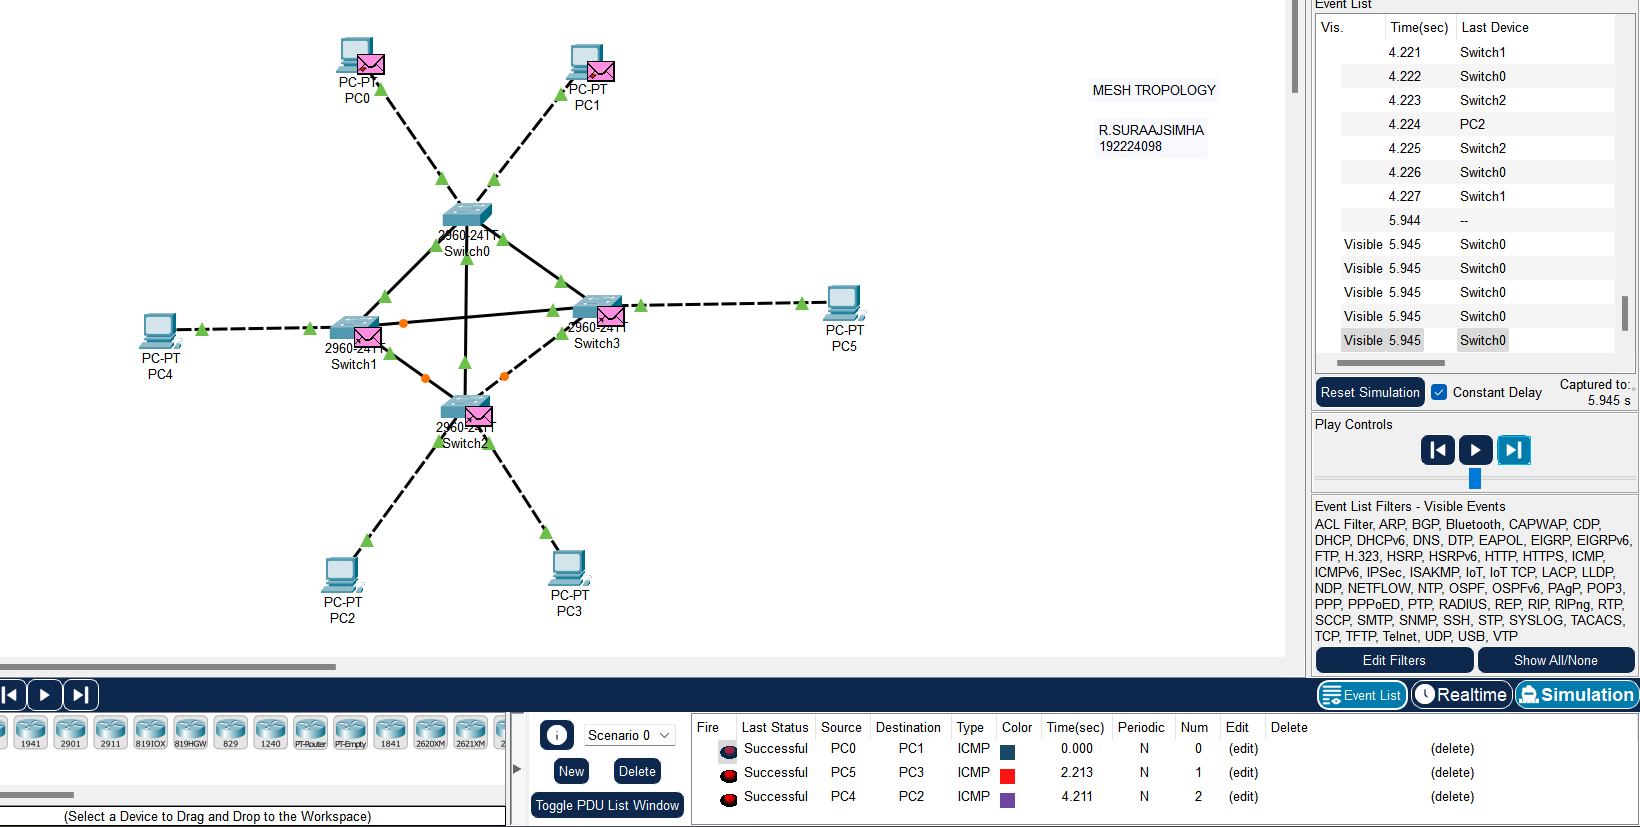 Event List
Vis. Time(sec) Last Device
4.221 Switch1
4.222 Switch0
4.223 Switch2
4.224 PC2
4.225 Switch2
4.226 Switch0
4.227 Switch1
5.944 --
Visible 5.945 Switch0
Visible 5.945 Switch0
Visible 5.945 Switch0
Visible 5.945 Switch0
Visible 5.945 Switch0
Reset Simulation Constant Delay Captured to:
5.945 s
Play Controls
Event List Filters - Visible Events
ACL Filter, ARP, BGP, Bluetooth, CAPWAP, CDP,
DHCP, DHCPv6, DNS, DTP, EAPOL, EIGRP, EIGRPv6,
FTP, H.323, HSRP, HSRPv6, HTTP, HTTPS, ICMP,
ICMPv6, IPSec, ISAKMP, IoT, IoT TCP, LACP, LLDP,
NDP, NETFLOW, NTP, OSPF, OSPFv6, PAgP, POP3,
PPP, PPPoED, PTP, RADIUS, REP, RIP, RIPng, RTP,
SCCP, SMTP, SNMP, SSH, STP, SYSLOG, TACACS,
TCP, TFTP, Telnet, UDP, USB, VTP
Edit Filters Show All/None
Event List Realtime Simulation
MESH TROPOLOGY
R.SURAAJSIMHA
192224098
PC-PT
PC0
PC-PT
PC1
2960-24TT
Switch0
PC-PT
PC4
2960-24TT
Switch1
2960-24TT
Switch3
PC-PT
PC5
2960-24TT
Switch2
PC-PT
PC2
PC-PT
PC3
1941 2901 2911 819IOX 819HGW 829 1240 PT-Router PT-Empty 1841 2620XM 2621XM 2
(Select a Device to Drag and Drop to the Workspace)
Scenario 0
New Delete
Toggle PDU List Window
Fire Last Status Source Destination Type Color Time(sec) Periodic Num Edit Delete
Successful PC0 PC1 ICMP 0.000 N 0 (edit) (delete)
Successful PC5 PC3 ICMP 2.213 N 1 (edit) (delete)
Successful PC4 PC2 ICMP 4.211 N 2 (edit) (delete)